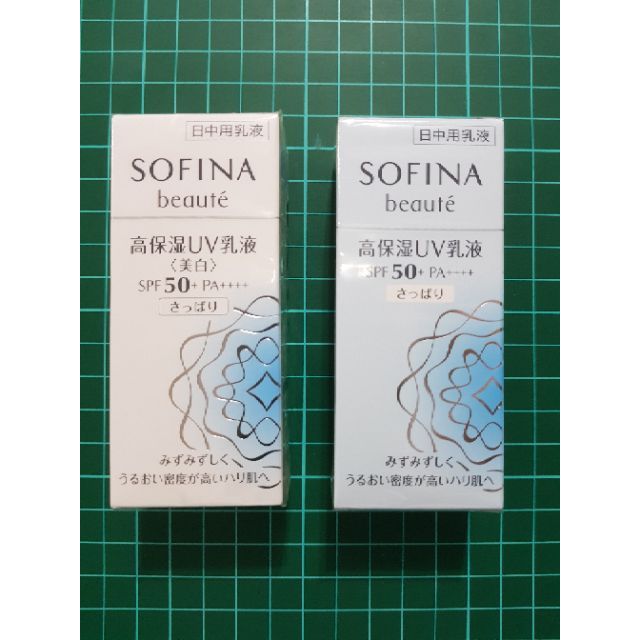 日中用乳液
SOFINA
beauté
高保湿UV乳液
〈美白〉
SPF50+ PA++++
さっぱり
みずみずしく
うるおい密度が高いハリ肌へ
日中用乳液
SOFINA
beauté
高保湿UV乳液
SPF50+ PA++++
さっぱり
みずみずしく
うるおい密度が高いハリ肌へ